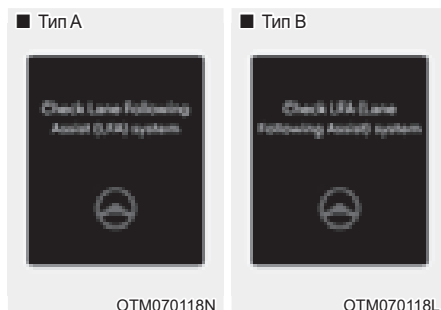 ■ Тип A
Check Lane Following
Assist (LFA) system
OTM070118N
■ Тип B
Check LFA (Lane
Following Assist) system
OTM070118L